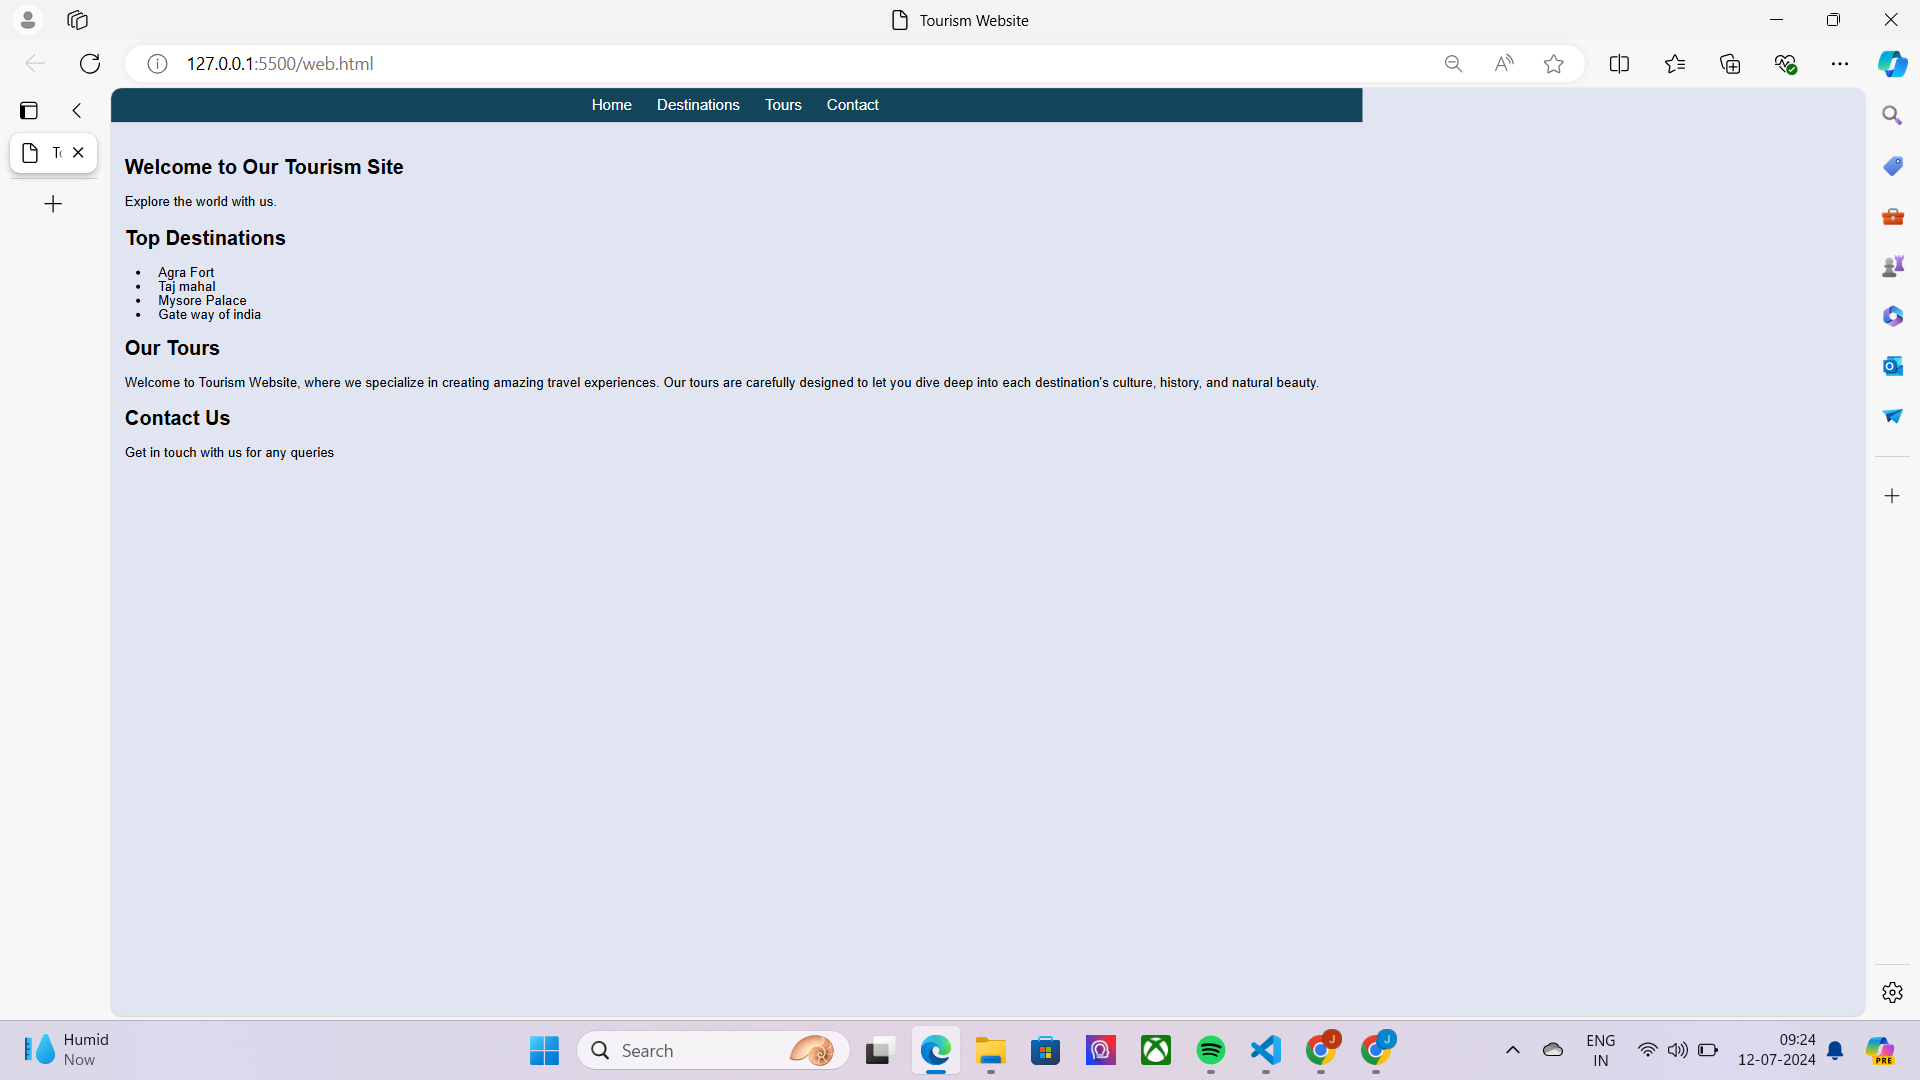 Tourism Website
127.0.0.1:5500/web.html
Home Destinations Tours Contact
Welcome to Our Tourism Site
Explore the world with us.
Top Destinations
Agra Fort
Taj mahal
Mysore Palace
Gate way of india
Our Tours
Welcome to Tourism Website, where we specialize in creating amazing travel experiences. Our tours are carefully designed to let you dive deep into each destination's culture, history, and natural beauty.
Contact Us
Get in touch with us for any queries
Humid
Now
Search
J
J
ENG
IN
09:24
12-07-2024
PRE